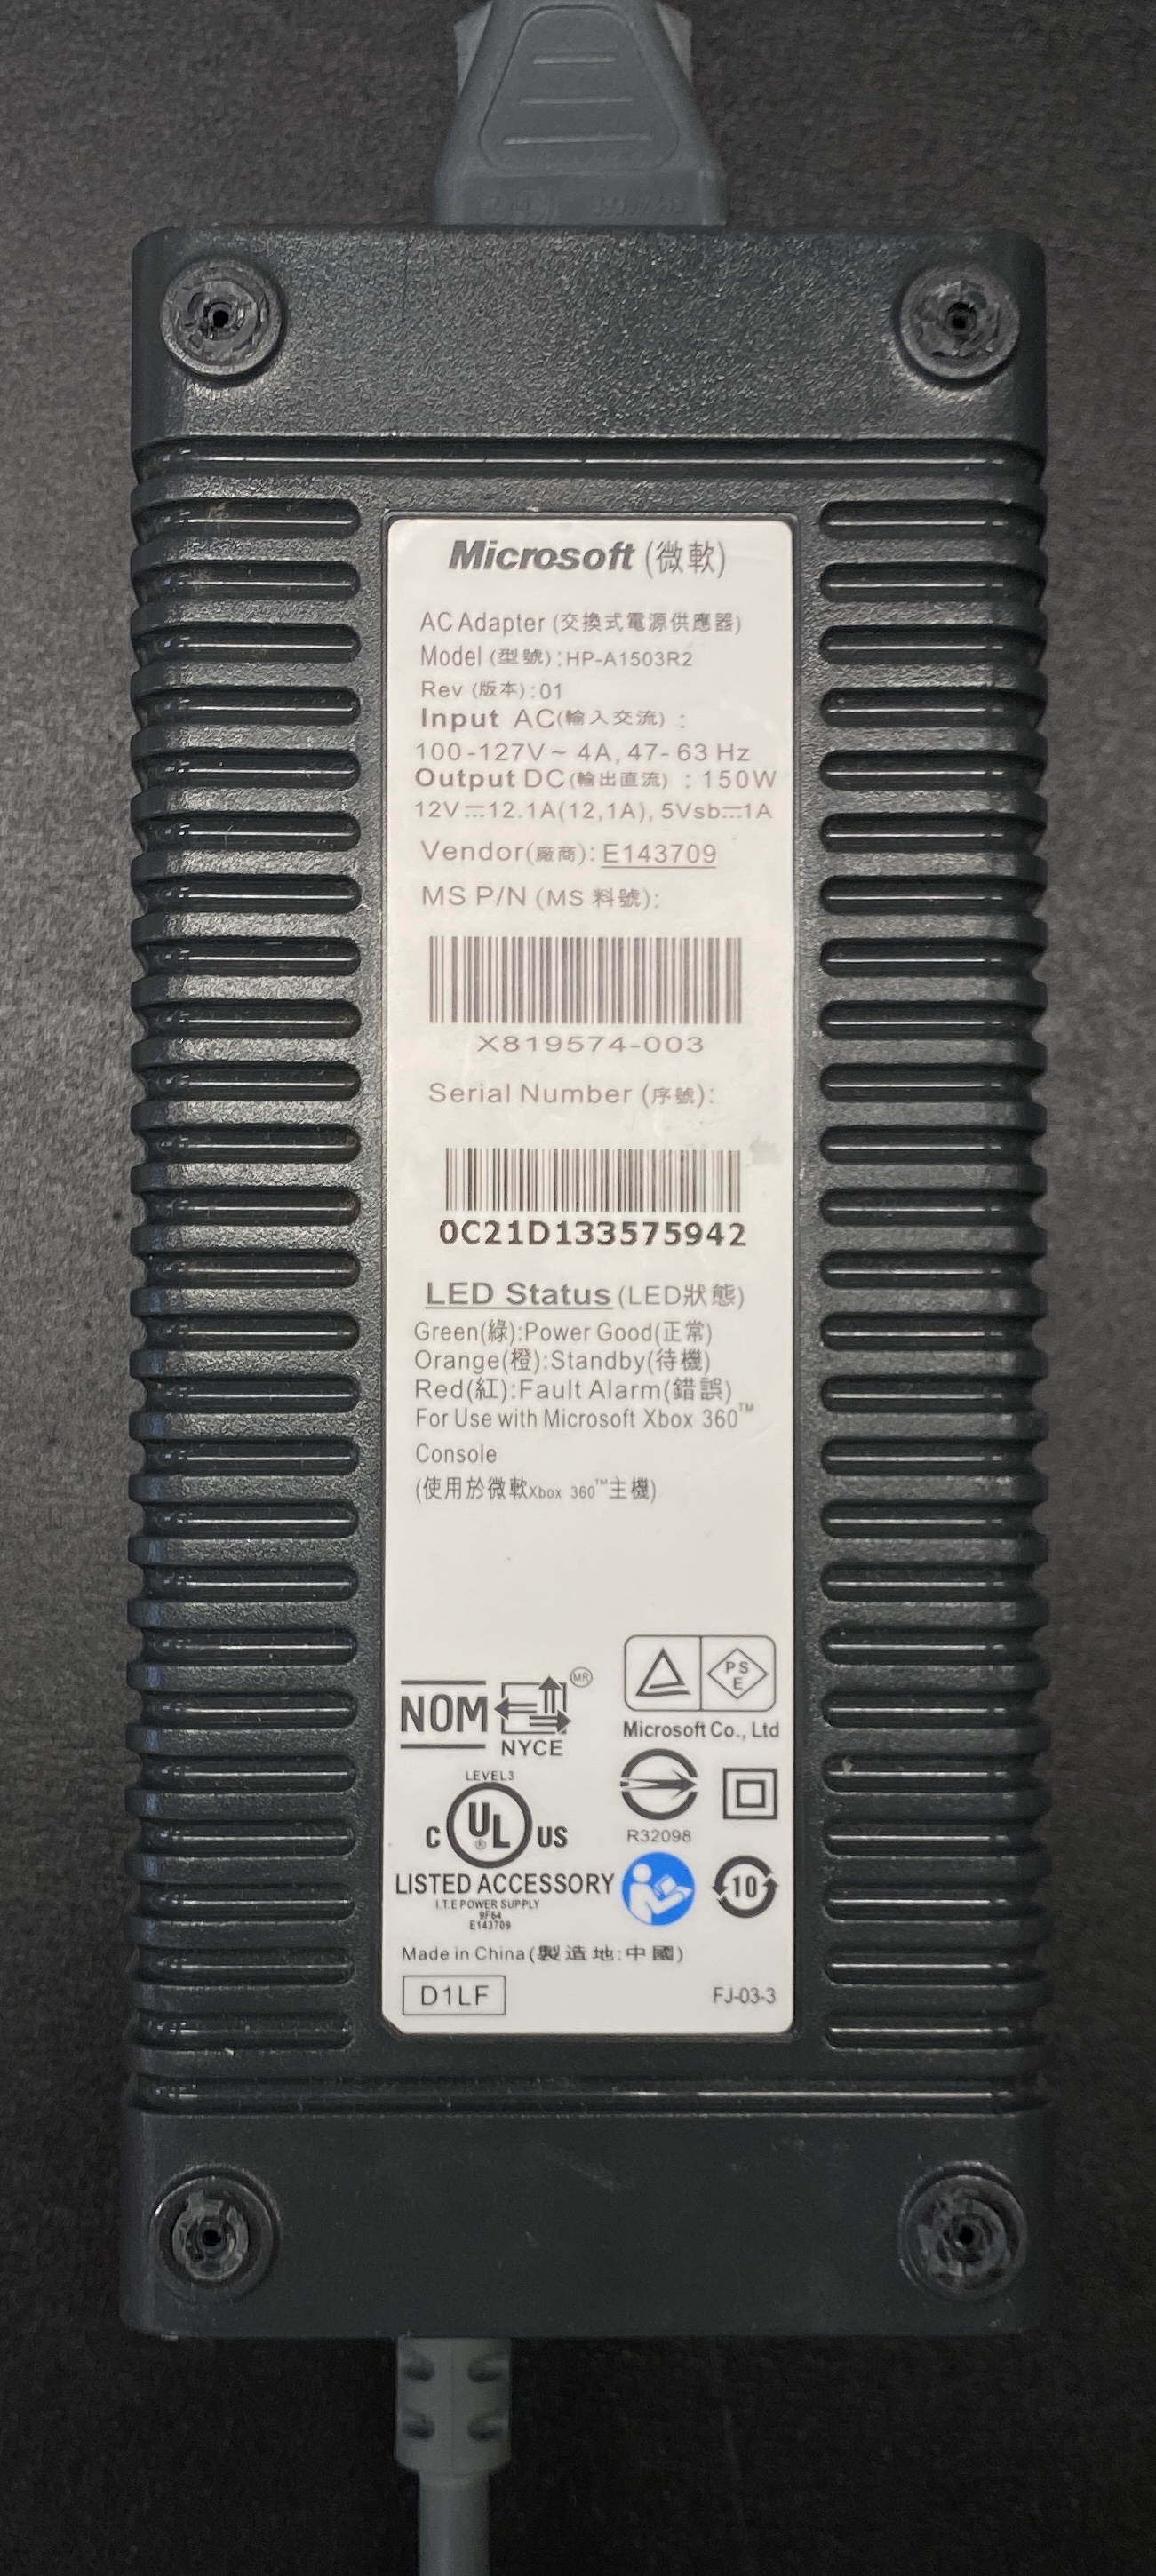 Microsoft (微軟)
AC Adapter (交換式電源供應器)
Model (型號):HP-A1503R2
Rev (版本):01
Input AC(輸入交流) :
100-127V~ 4A, 47- 63 Hz
Output DC(輸出直流) : 150W
12V⎓12.1A(12,1A), 5Vsb⎓1A
Vendor(廠商): E143709
MS P/N (MS 料號):
X819574-003
Serial Number (序號):
0C21D133575942
LED Status (LED狀態)
Green(綠):Power Good(正常)
Orange(橙):Standby(待機)
Red(紅):Fault Alarm(錯誤)
For Use with Microsoft Xbox 360™
Console
(使用於微軟Xbox 360™主機)
NOM
MR
NYCE
PS
E
Microsoft Co., Ltd
LEVEL3
C UL® US
R32098
LISTED ACCESSORY
I.T.E POWER SUPPLY
9F64
E143709
10
Made in China (製造地:中國)
D1LF
FJ-03-3